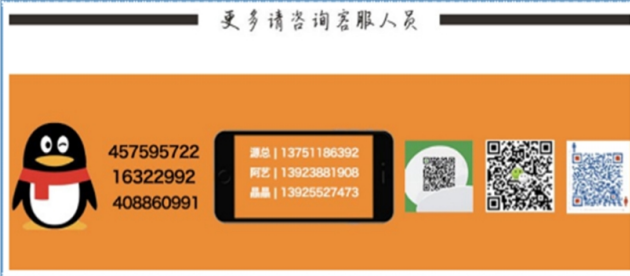 更多请咨询客服人员
457595722
16322992
408860991
源总 | 13751186392
阿艺 | 13923881908
晶晶 | 13925527473